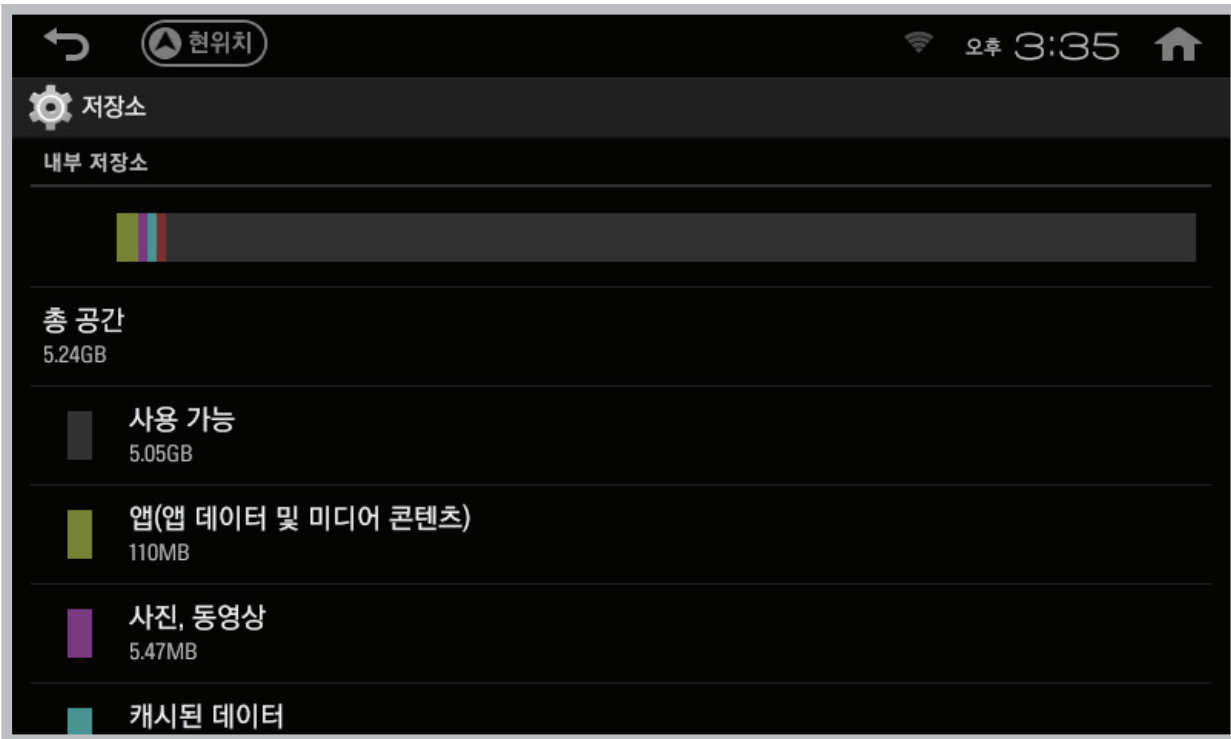 현위치
오후 3:35
저장소
내부 저장소
총 공간
5.24GB
사용 가능
5.05GB
앱(앱 데이터 및 미디어 콘텐츠)
110MB
사진, 동영상
5.47MB
캐시된 데이터